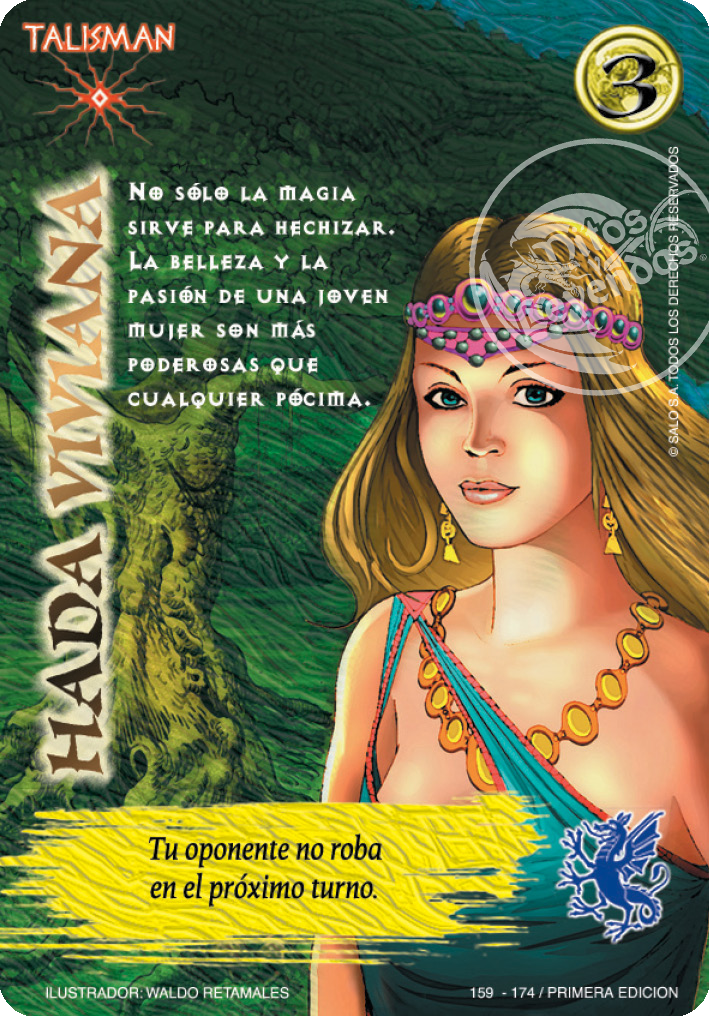 TALISMAN
3
HADA VIVIANA
No sólo la magia
sirve para hechizar.
La belleza y la
pasión de una joven
mujer son más
poderosas que
cualquier pócima.
Mitos
y Leyendas
®
© SALO S.A. TODOS LOS DERECHOS RESERVADOS
Tu oponente no roba
en el próximo turno.
ILUSTRADOR: WALDO RETAMALES
159 - 174 / PRIMERA EDICION